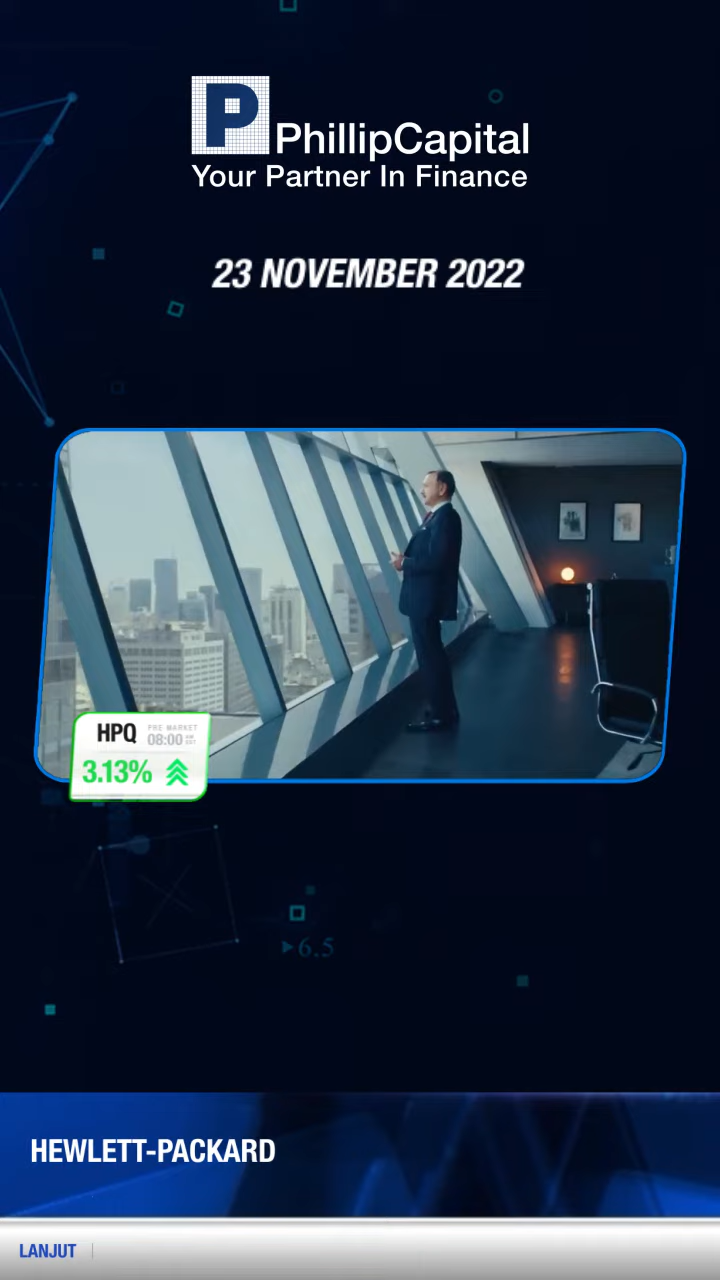 P PhillipCapital
Your Partner In Finance
23 NOVEMBER 2022
HPQ PRE MARKET
08:00 AM
3.13%
6.5
HEWLETT-PACKARD
LANJUT